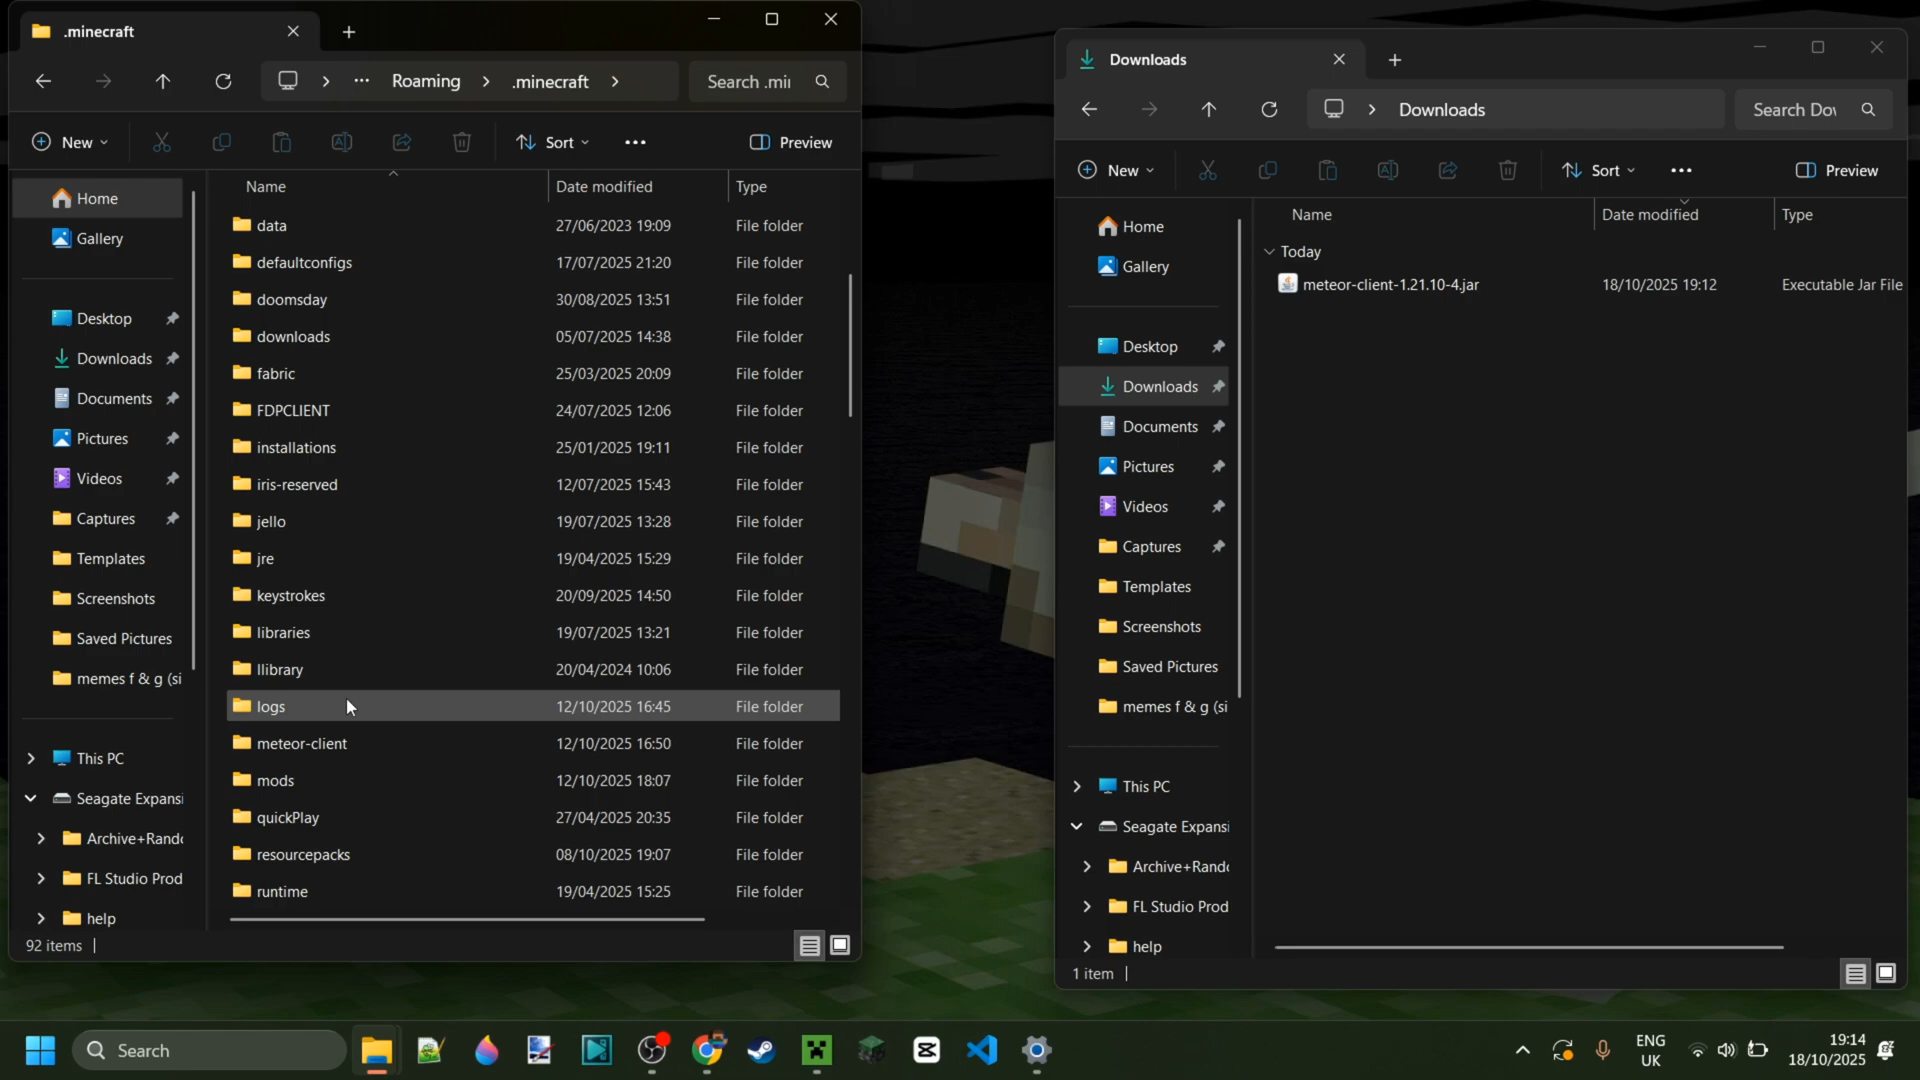 .minecraft
Roaming
.minecraft
Search .mii
New
Sort
Preview
Home
Gallery
Desktop
Downloads
Documents
Pictures
Videos
Captures
Templates
Screenshots
Saved Pictures
memes f & g (si
This PC
Seagate Expansi
Archive+Rando
FL Studio Prod
help
Name Date modified Type
data 27/06/2023 19:09 File folder
defaultconfigs 17/07/2025 21:20 File folder
doomsday 30/08/2025 13:51 File folder
downloads 05/07/2025 14:38 File folder
fabric 25/03/2025 20:09 File folder
FDPCLIENT 24/07/2025 12:06 File folder
installations 25/01/2025 19:11 File folder
iris-reserved 12/07/2025 15:43 File folder
jello 19/07/2025 13:28 File folder
jre 19/04/2025 15:29 File folder
keystrokes 20/09/2025 14:50 File folder
libraries 19/07/2025 13:21 File folder
llibrary 20/04/2024 10:06 File folder
logs 12/10/2025 16:45 File folder
meteor-client 12/10/2025 16:50 File folder
mods 12/10/2025 18:07 File folder
quickPlay 27/04/2025 20:35 File folder
resourcepacks 08/10/2025 19:07 File folder
runtime 19/04/2025 15:25 File folder
92 items
Downloads
Downloads
Search Dov
New
Sort
Preview
Home
Gallery
Desktop
Downloads
Documents
Pictures
Videos
Captures
Templates
Screenshots
Saved Pictures
memes f & g (si
This PC
Seagate Expansi
Archive+Rando
FL Studio Prod
help
Name Date modified Type
Today
meteor-client-1.21.10-4.jar 18/10/2025 19:12 Executable Jar File
1 item
Search
ENG
UK
19:14
18/10/2025